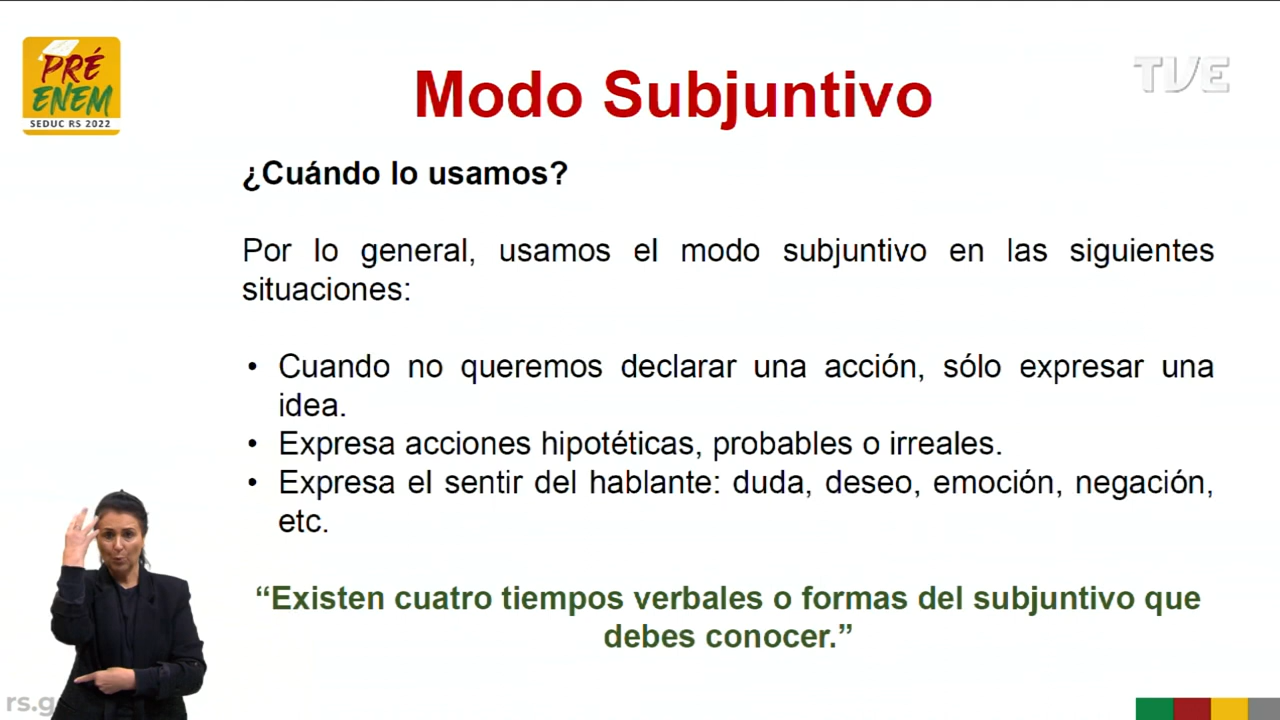 PRÉ
ENEM
SEDUC RS 2022
TVE
Modo Subjuntivo
¿Cuándo lo usamos?
Por lo general, usamos el modo subjuntivo en las siguientes
situaciones:
• Cuando no queremos declarar una acción, sólo expresar una
idea.
• Expresa acciones hipotéticas, probables o irreales.
• Expresa el sentir del hablante: duda, deseo, emoción, negación,
etc.
“Existen cuatro tiempos verbales o formas del subjuntivo que
debes conocer.”
rs.g